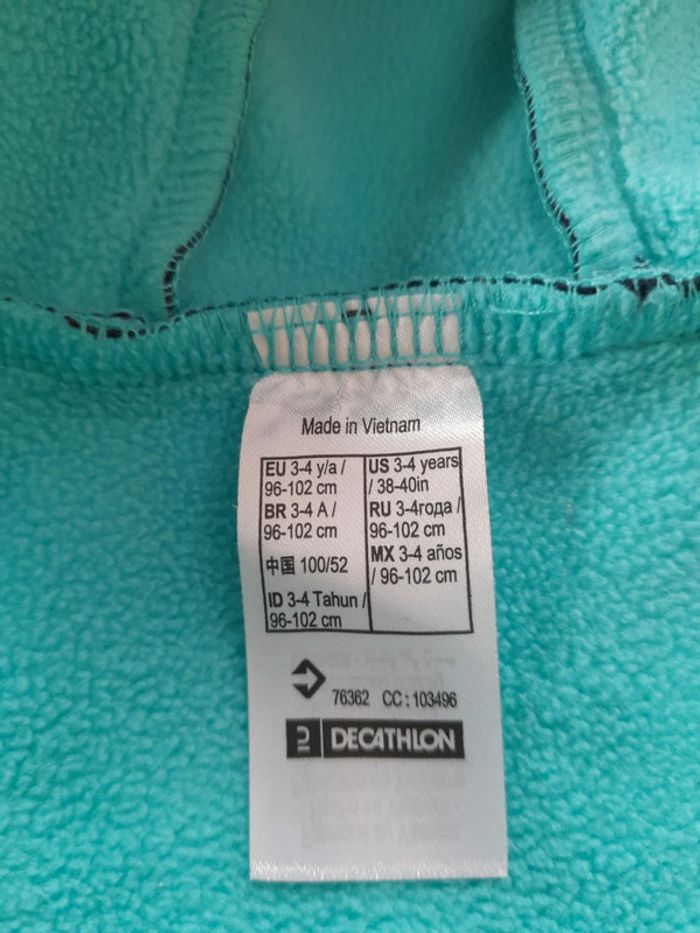 Made in Vietnam
EU 3-4 y/a /
96-102 cm
BR 3-4 A /
96-102 cm
中国 100/52
ID 3-4 Tahun /
96-102 cm
US 3-4 years
/ 38-40in
RU 3-4года /
96-102 cm
MX 3-4 años
/ 96-102 cm
76362 CC : 103496
DECATHLON